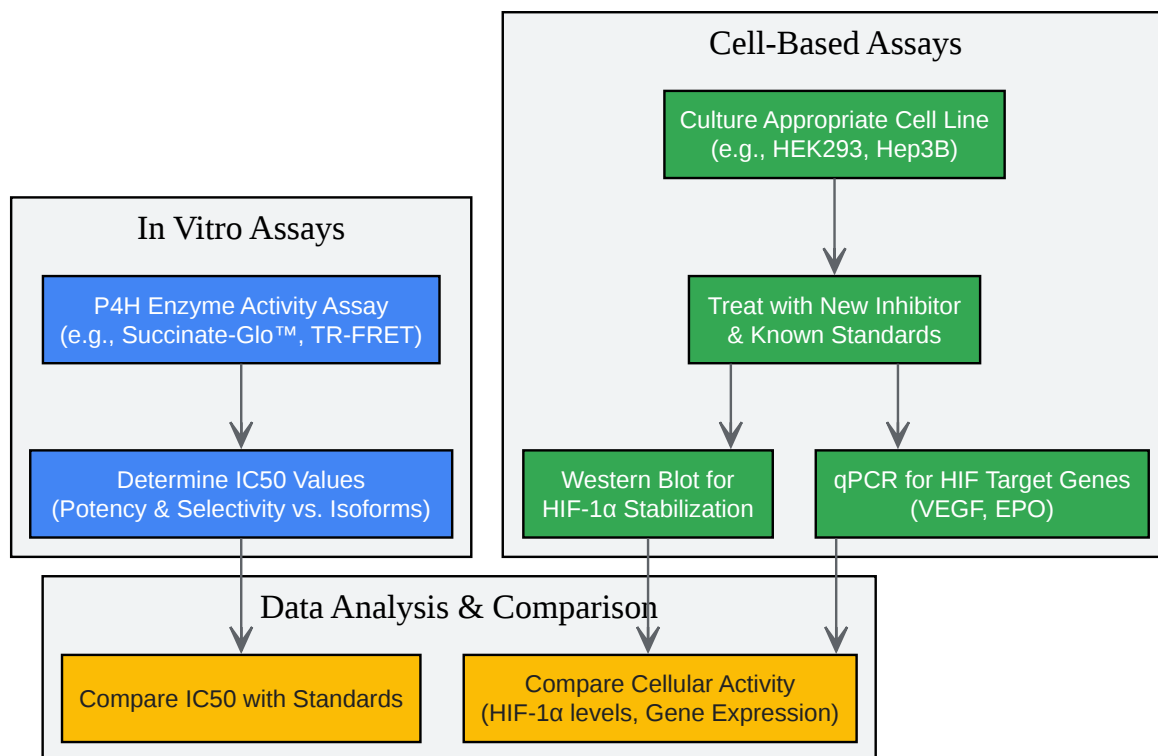 Cell-Based Assays
Culture Appropriate Cell Line
(e.g., HEK293, Hep3B)
In Vitro Assays
P4H Enzyme Activity Assay
(e.g., Succinate-Glo™, TR-FRET)
Treat with New Inhibitor
& Known Standards
Determine IC50 Values
(Potency & Selectivity vs. Isoforms)
Western Blot for
HIF-1α Stabilization
qPCR for HIF Target Genes
(VEGF, EPO)
Data Analysis & Comparison
Compare IC50 with Standards
Compare Cellular Activity
(HIF-1α levels, Gene Expression)